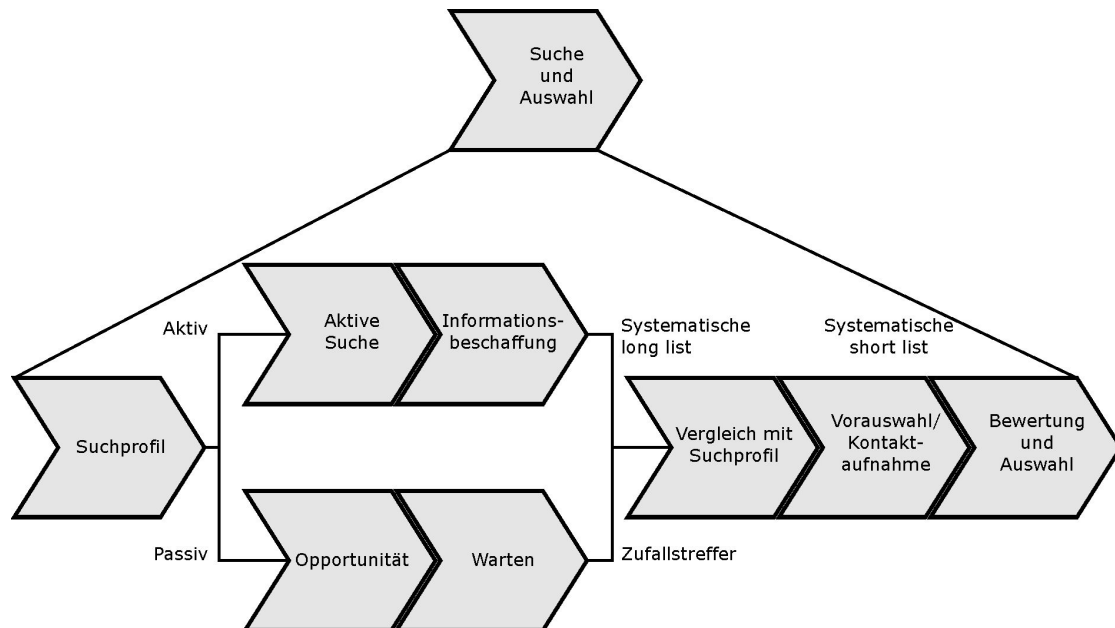 Suche
und
Auswahl
Aktiv
Aktive
Suche
Informations-
beschaffung
Systematische
long list
Systematische
short list
Suchprofil
Vergleich mit
Suchprofil
Vorauswahl/
Kontakt-
aufnahme
Bewertung
und
Auswahl
Passiv
Opportunität
Warten
Zufallstreffer